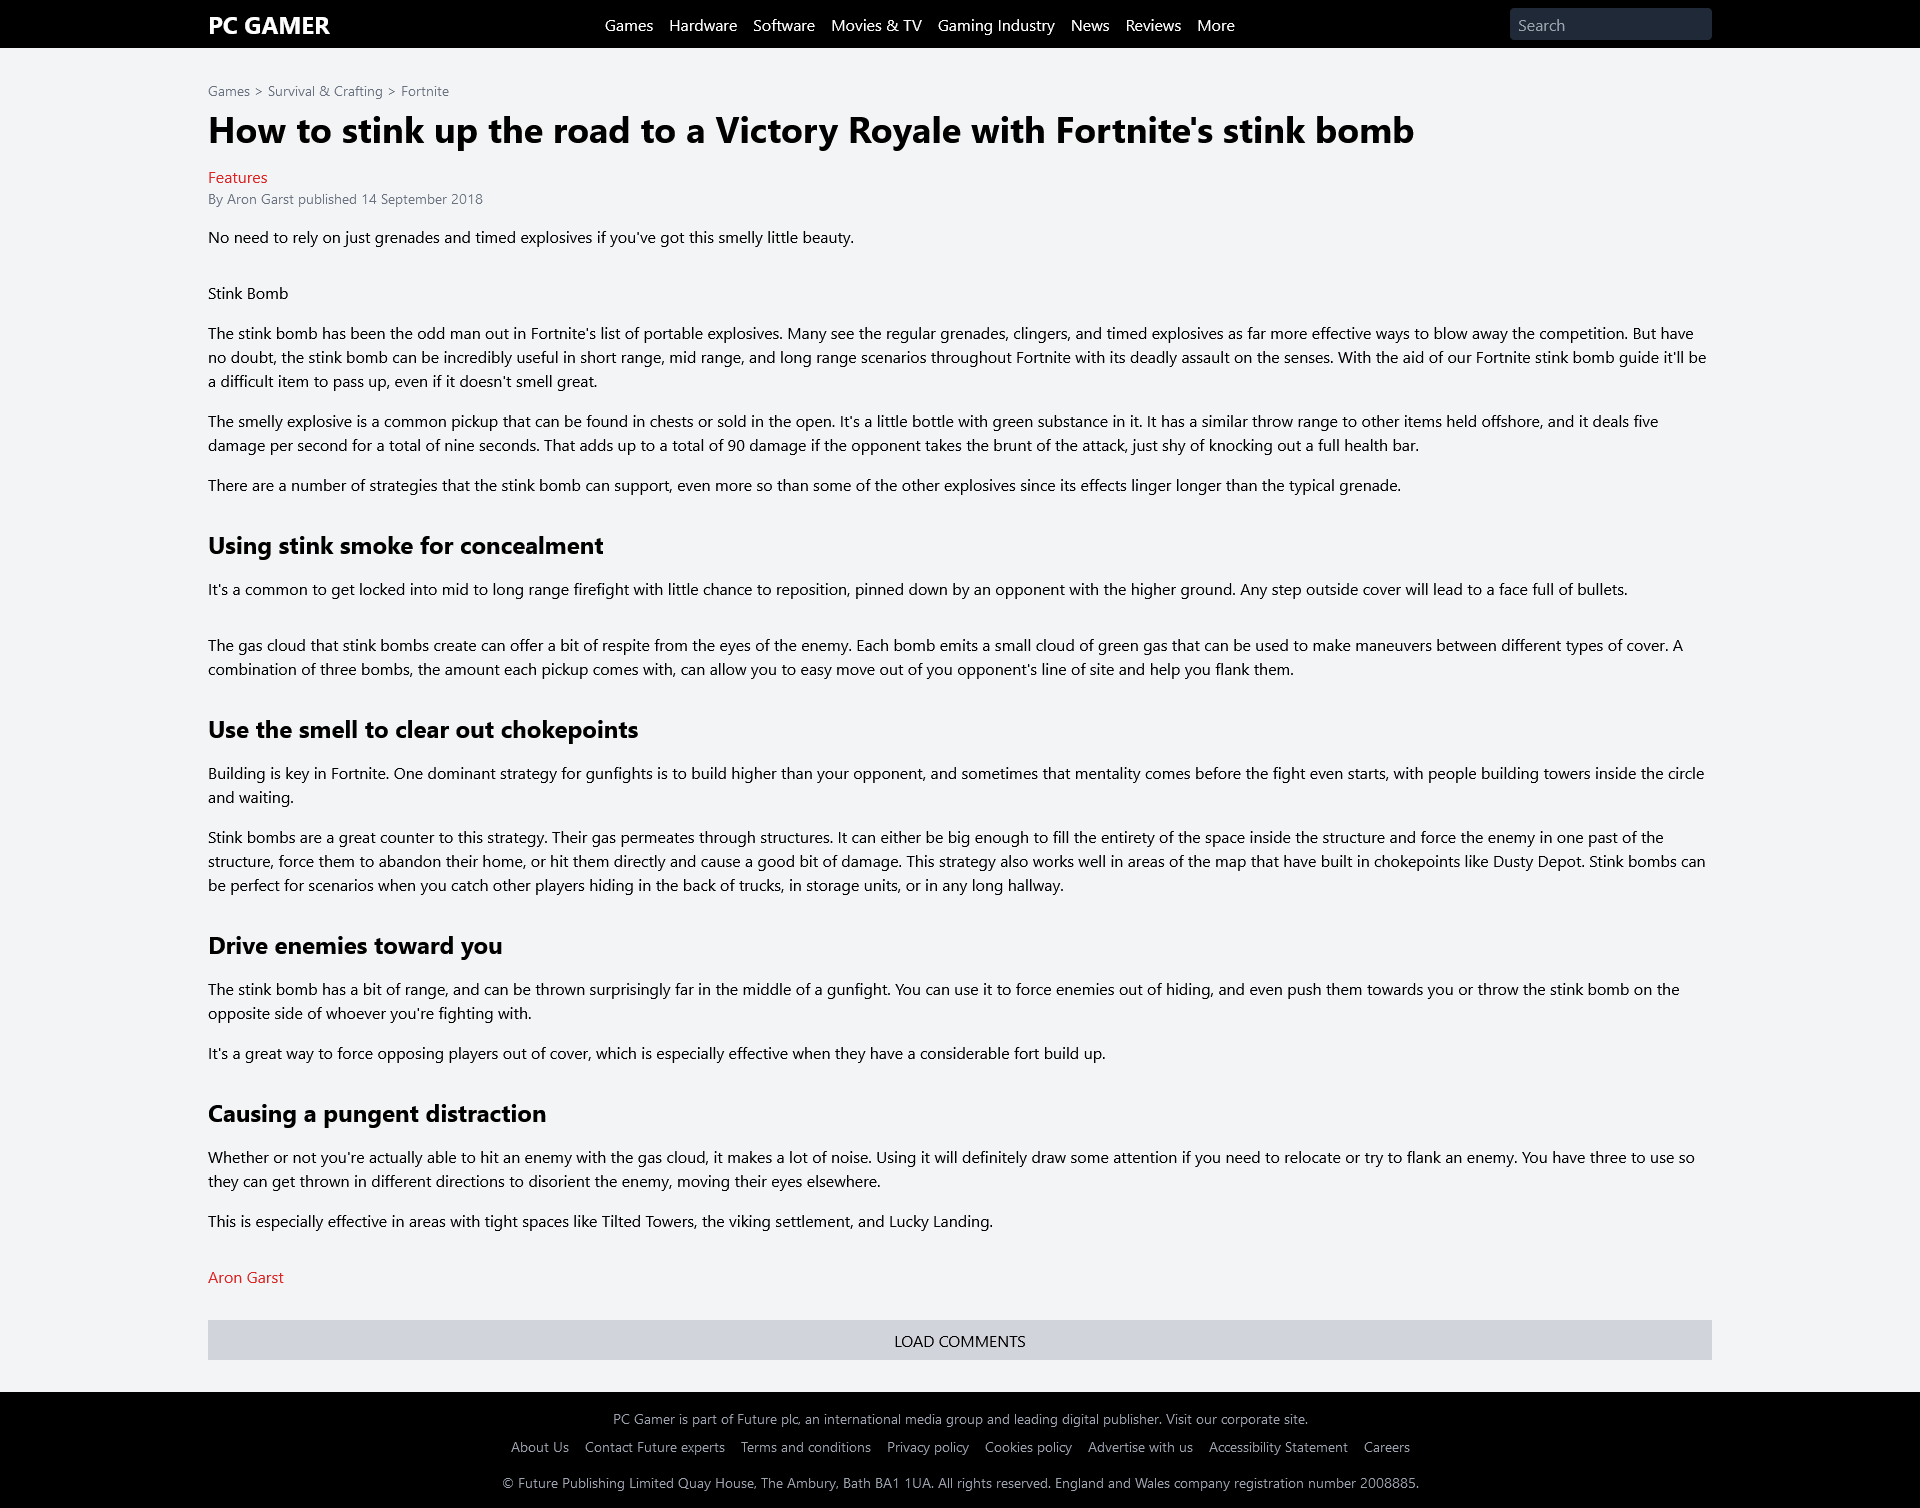 PC GAMER
Games Hardware Software Movies & TV Gaming Industry News Reviews More
Search
Games > Survival & Crafting > Fortnite
How to stink up the road to a Victory Royale with Fortnite's stink bomb
Features
By Aron Garst published 14 September 2018
No need to rely on just grenades and timed explosives if you've got this smelly little beauty.
Stink Bomb
The stink bomb has been the odd man out in Fortnite's list of portable explosives. Many see the regular grenades, clingers, and timed explosives as far more effective ways to blow away the competition. But have
no doubt, the stink bomb can be incredibly useful in short range, mid range, and long range scenarios throughout Fortnite with its deadly assault on the senses. With the aid of our Fortnite stink bomb guide it'll be
a difficult item to pass up, even if it doesn't smell great.
The smelly explosive is a common pickup that can be found in chests or sold in the open. It's a little bottle with green substance in it. It has a similar throw range to other items held offshore, and it deals five
damage per second for a total of nine seconds. That adds up to a total of 90 damage if the opponent takes the brunt of the attack, just shy of knocking out a full health bar.
There are a number of strategies that the stink bomb can support, even more so than some of the other explosives since its effects linger longer than the typical grenade.
Using stink smoke for concealment
It's a common to get locked into mid to long range firefight with little chance to reposition, pinned down by an opponent with the higher ground. Any step outside cover will lead to a face full of bullets.
The gas cloud that stink bombs create can offer a bit of respite from the eyes of the enemy. Each bomb emits a small cloud of green gas that can be used to make maneuvers between different types of cover. A
combination of three bombs, the amount each pickup comes with, can allow you to easy move out of you opponent's line of site and help you flank them.
Use the smell to clear out chokepoints
Building is key in Fortnite. One dominant strategy for gunfights is to build higher than your opponent, and sometimes that mentality comes before the fight even starts, with people building towers inside the circle
and waiting.
Stink bombs are a great counter to this strategy. Their gas permeates through structures. It can either be big enough to fill the entirety of the space inside the structure and force the enemy in one past of the
structure, force them to abandon their home, or hit them directly and cause a good bit of damage. This strategy also works well in areas of the map that have built in chokepoints like Dusty Depot. Stink bombs can
be perfect for scenarios when you catch other players hiding in the back of trucks, in storage units, or in any long hallway.
Drive enemies toward you
The stink bomb has a bit of range, and can be thrown surprisingly far in the middle of a gunfight. You can use it to force enemies out of hiding, and even push them towards you or throw the stink bomb on the
opposite side of whoever you're fighting with.
It's a great way to force opposing players out of cover, which is especially effective when they have a considerable fort build up.
Causing a pungent distraction
Whether or not you're actually able to hit an enemy with the gas cloud, it makes a lot of noise. Using it will definitely draw some attention if you need to relocate or try to flank an enemy. You have three to use so
they can get thrown in different directions to disorient the enemy, moving their eyes elsewhere.
This is especially effective in areas with tight spaces like Tilted Towers, the viking settlement, and Lucky Landing.
Aron Garst
LOAD COMMENTS
PC Gamer is part of Future plc, an international media group and leading digital publisher. Visit our corporate site.
About Us Contact Future experts Terms and conditions Privacy policy Cookies policy Advertise with us Accessibility Statement Careers
© Future Publishing Limited Quay House, The Ambury, Bath BA1 1UA. All rights reserved. England and Wales company registration number 2008885.